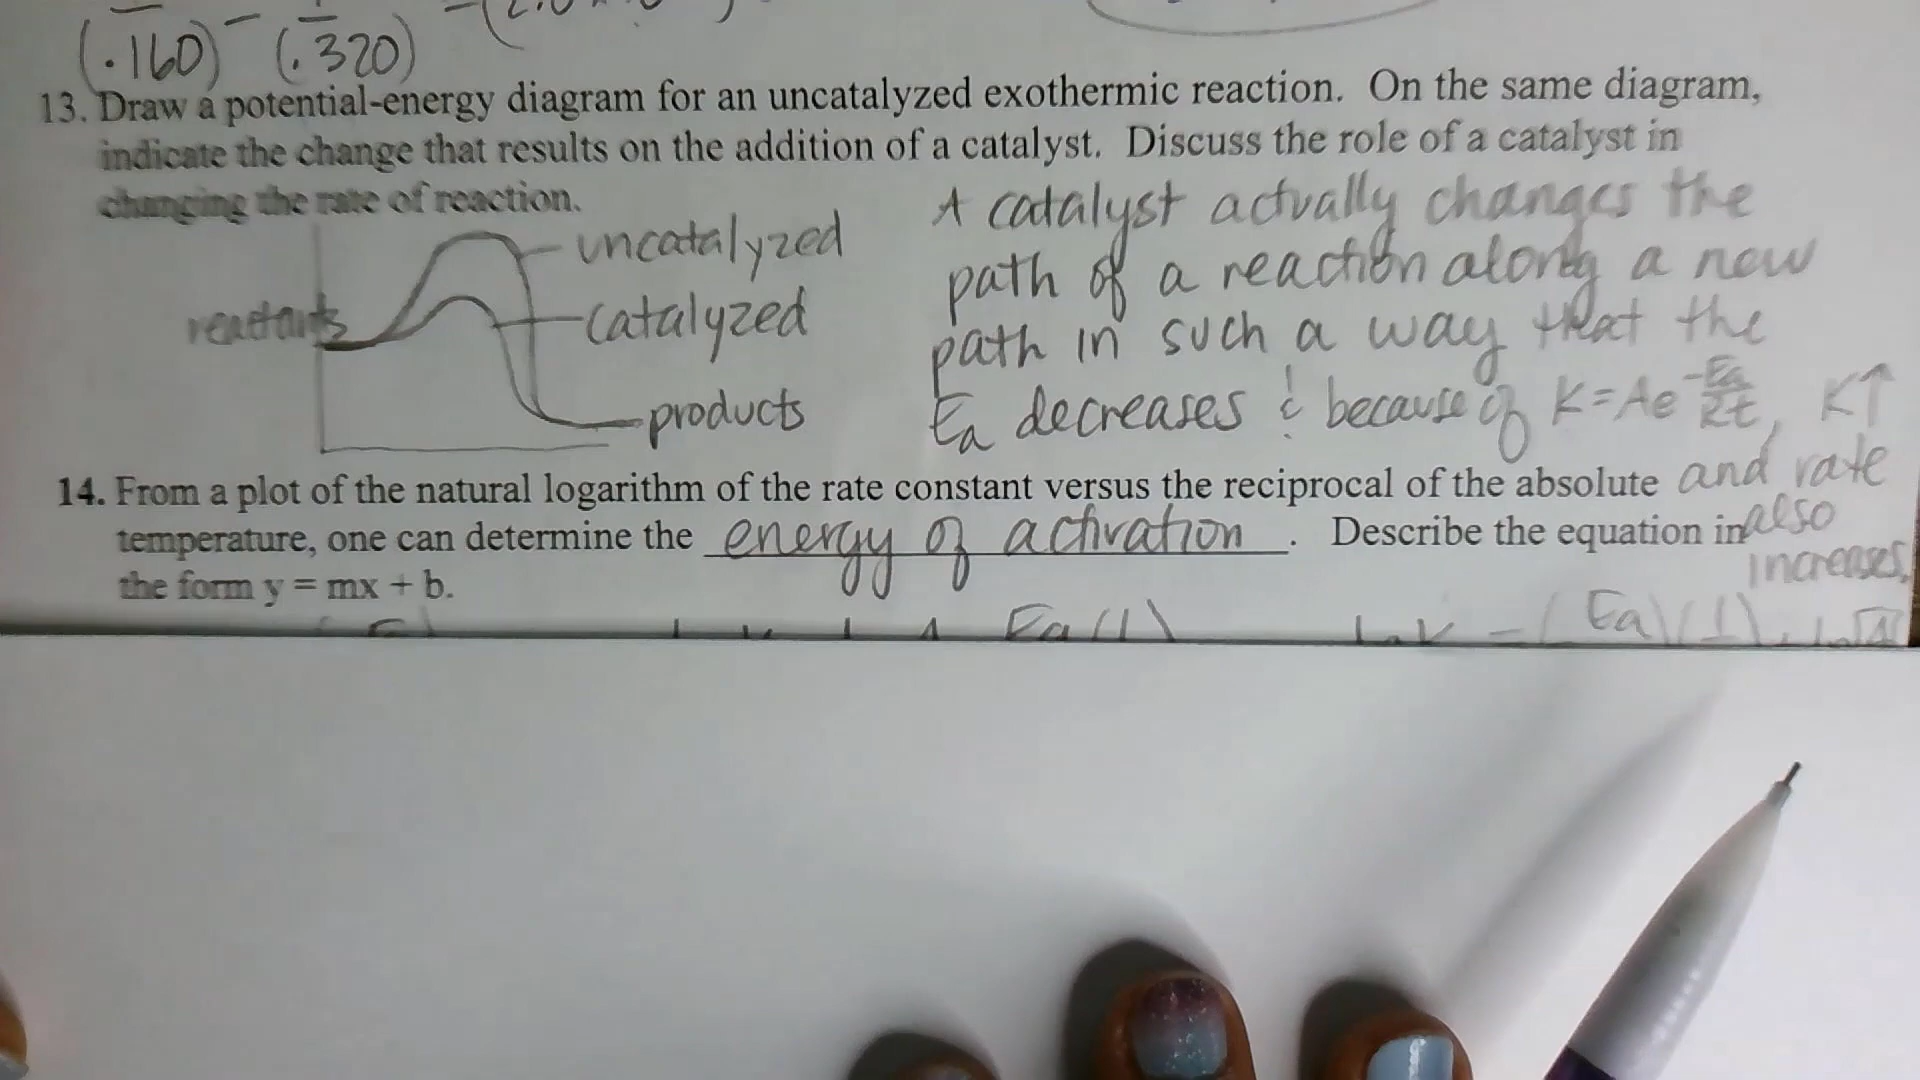 (.160) - (.320)
13. Draw a potential-energy diagram for an uncatalyzed exothermic reaction. On the same diagram,
indicate the change that results on the addition of a catalyst. Discuss the role of a catalyst in
changing the rate of reaction.
uncatalyzed
reactants
catalyzed
products
A catalyst actually changes the
path of a reaction along a new
path in such a way that the
Ea decreases & because of K=Ae^-Ea/Rt, K↑
and rate
also
increases.
14. From a plot of the natural logarithm of the rate constant versus the reciprocal of the absolute
temperature, one can determine the energy of activation. Describe the equation in
the form y = mx + b.